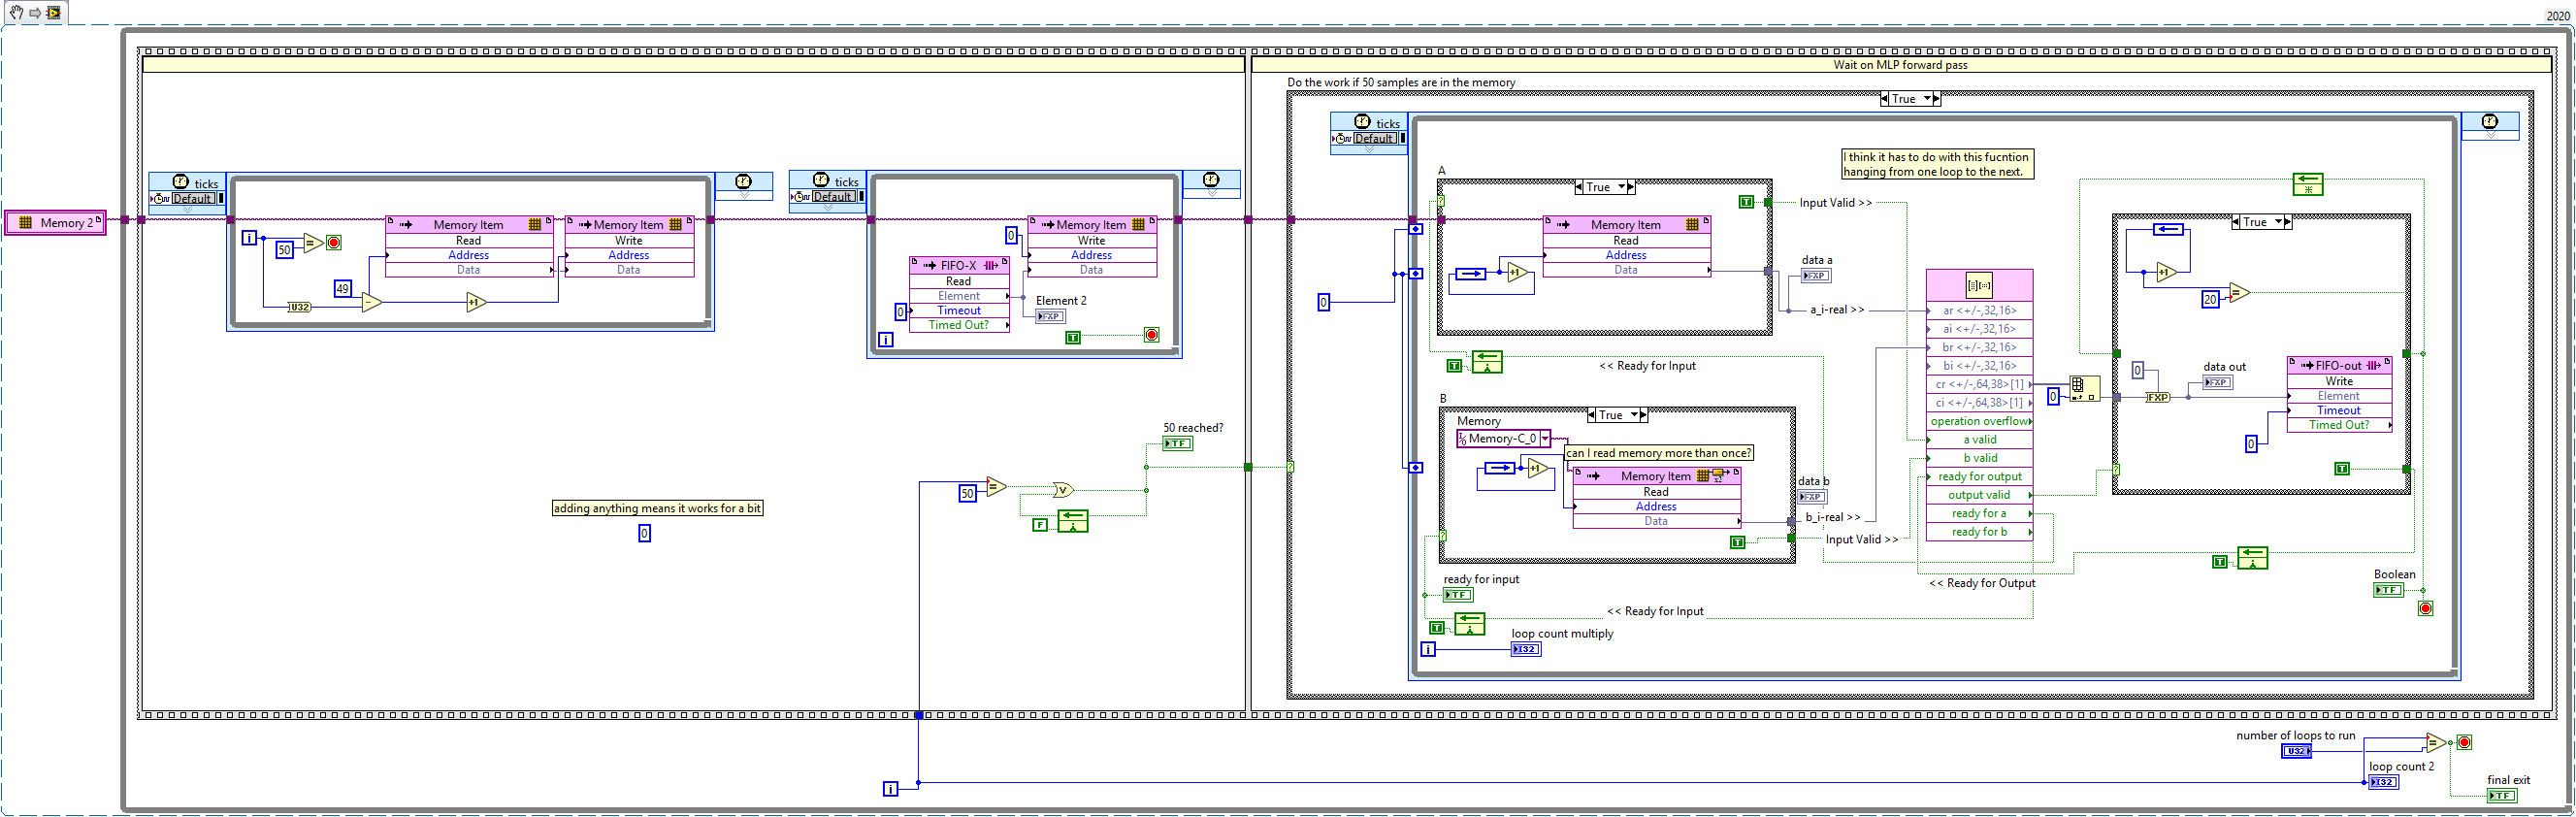 2020
Wait on MLP forward pass
Do the work if 50 samples are in the memory
True
ticks
Default
Memory 2
ticks
Default
i
50
Memory Item
Read
Address
Data
Memory Item
Write
Address
Data
49
U32
-
+1
ticks
Default
0
Memory Item
Write
Address
Data
FIFO-X
Read
Element
Timeout
Timed Out?
0
Element 2
FXP
T
i
50 reached?
TF
50
=
V
F
adding anything means it works for a bit
0
0
A
True
T
Input Valid >>
Memory Item
Read
Address
Data
+1
data a
FXP
a_i-real >>
T
<< Ready for Input
I think it has to do with this fucntion
hanging from one loop to the next.
B
True
Memory
Memory-C_0
can I read memory more than once?
+1
Memory Item
x2
Read
Address
Data
T
data b
FXP
b_i-real >>
Input Valid >>
ready for input
TF
T
<< Ready for Input
i
loop count multiply
I32
ar <+/-,32,16>
ai <+/-,32,16>
br <+/-,32,16>
bi <+/-,32,16>
cr <+/-,64,38>[1]
ci <+/-,64,38>[1]
operation overflow
a valid
b valid
ready for output
output valid
ready for a
ready for b
<< Ready for Output
0
True
+1
20
=
0
FXP
data out
FXP
FIFO-out
Write
Element
Timeout
Timed Out?
0
T
T
Boolean
TF
number of loops to run
U32
=
loop count 2
I32
final exit
TF
i